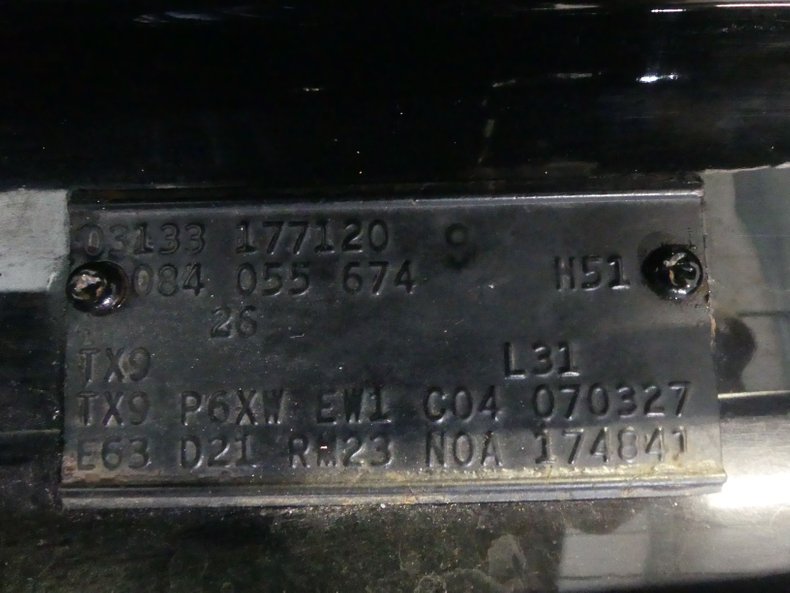 03133 177120 9
084 055 674 H51
26
TX9 L31
TX9 P6XW EW1 C04 070327
E63 D21 RM23 N0A 174841